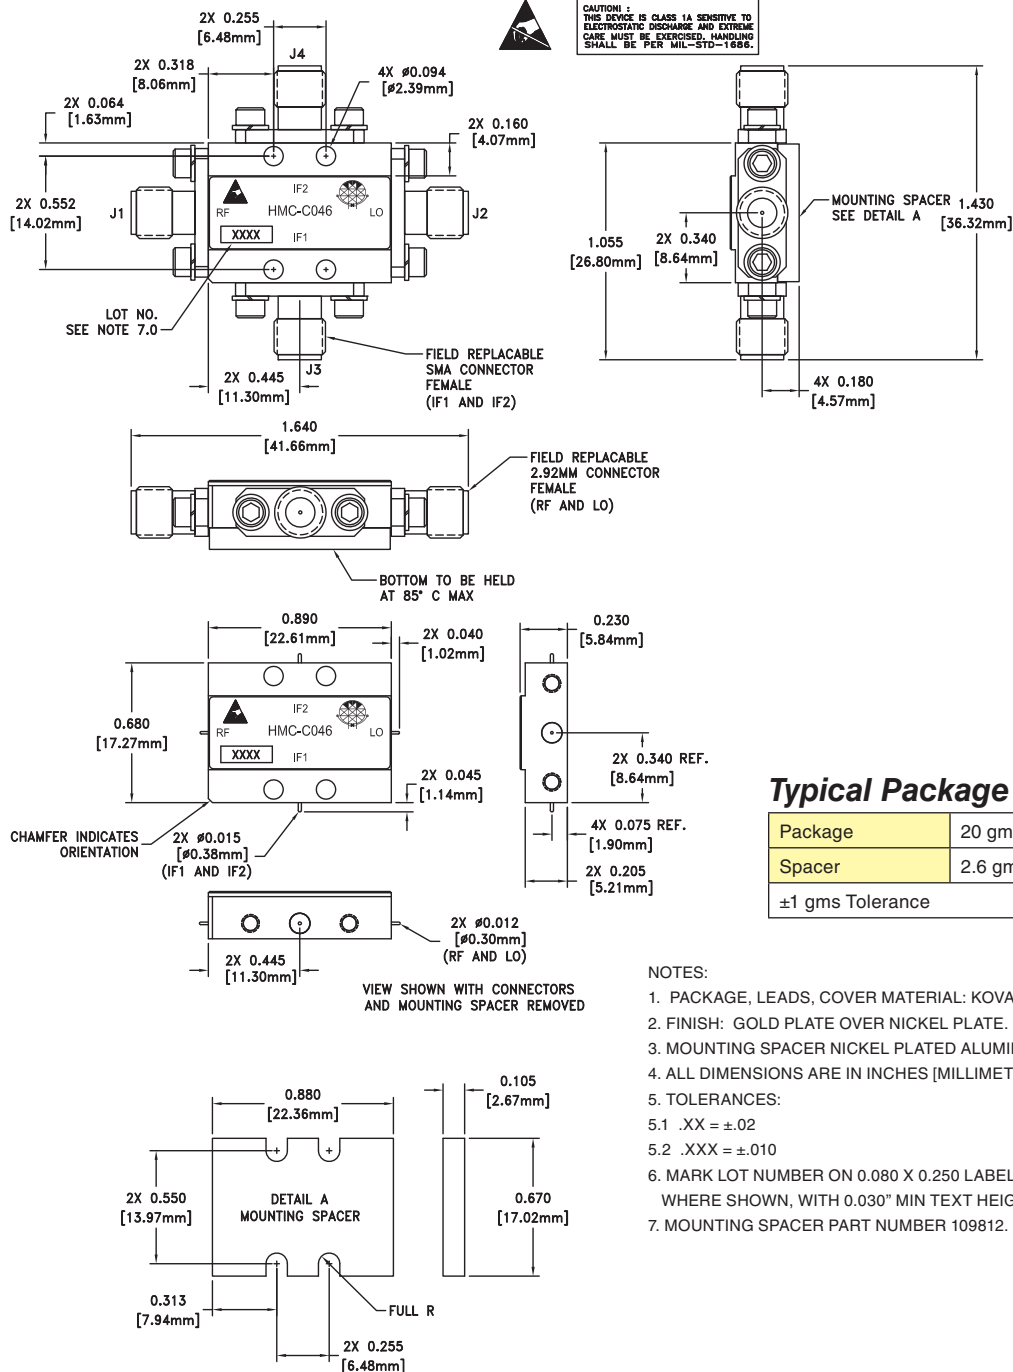 CAUTION! :
THIS DEVICE IS CLASS 1A SENSITIVE TO
ELECTROSTATIC DISCHARGE AND EXTREME
CARE MUST BE EXERCISED. HANDLING
SHALL BE PER MIL-STD-1686.
2X 0.255
[6.48mm]
J4
2X 0.318
[8.06mm]
4X ø0.094
[ø2.39mm]
2X 0.064
[1.63mm]
2X 0.160
[4.07mm]
2X 0.552
[14.02mm]
J1
J2
IF2
RF
HMC-C046
LO
XXXX
IF1
LOT NO.
SEE NOTE 7.0
J3
FIELD REPLACABLE
SMA CONNECTOR
FEMALE
(IF1 AND IF2)
2X 0.445
[11.30mm]
MOUNTING SPACER
SEE DETAIL A
1.430
[36.32mm]
1.055
[26.80mm]
2X 0.340
[8.64mm]
4X 0.180
[4.57mm]
1.640
[41.66mm]
FIELD REPLACABLE
2.92MM CONNECTOR
FEMALE
(RF AND LO)
BOTTOM TO BE HELD
AT 85° C MAX
0.890
[22.61mm]
2X 0.040
[1.02mm]
0.230
[5.84mm]
0.680
[17.27mm]
IF2
RF
HMC-C046
LO
XXXX
IF1
2X 0.045
[1.14mm]
2X 0.340 REF.
[8.64mm]
CHAMFER INDICATES
ORIENTATION
2X ø0.015
[ø0.38mm]
(IF1 AND IF2)
4X 0.075 REF.
[1.90mm]
2X 0.205
[5.21mm]
2X ø0.012
[ø0.30mm]
(RF AND LO)
2X 0.445
[11.30mm]
VIEW SHOWN WITH CONNECTORS
AND MOUNTING SPACER REMOVED
Typical Package
Package 20 gm
Spacer 2.6 gm
±1 gms Tolerance
NOTES:
1. PACKAGE, LEADS, COVER MATERIAL: KOVA
2. FINISH: GOLD PLATE OVER NICKEL PLATE.
3. MOUNTING SPACER NICKEL PLATED ALUMI
4. ALL DIMENSIONS ARE IN INCHES [MILLIMET
5. TOLERANCES:
5.1 .XX = ±.02
5.2 .XXX = ±.010
6. MARK LOT NUMBER ON 0.080 X 0.250 LABEL
WHERE SHOWN, WITH 0.030” MIN TEXT HEIG
7. MOUNTING SPACER PART NUMBER 109812.
0.880
[22.36mm]
0.105
[2.67mm]
2X 0.550
[13.97mm]
DETAIL A
MOUNTING SPACER
0.670
[17.02mm]
0.313
[7.94mm]
FULL R
2X 0.255
[6.48mm]